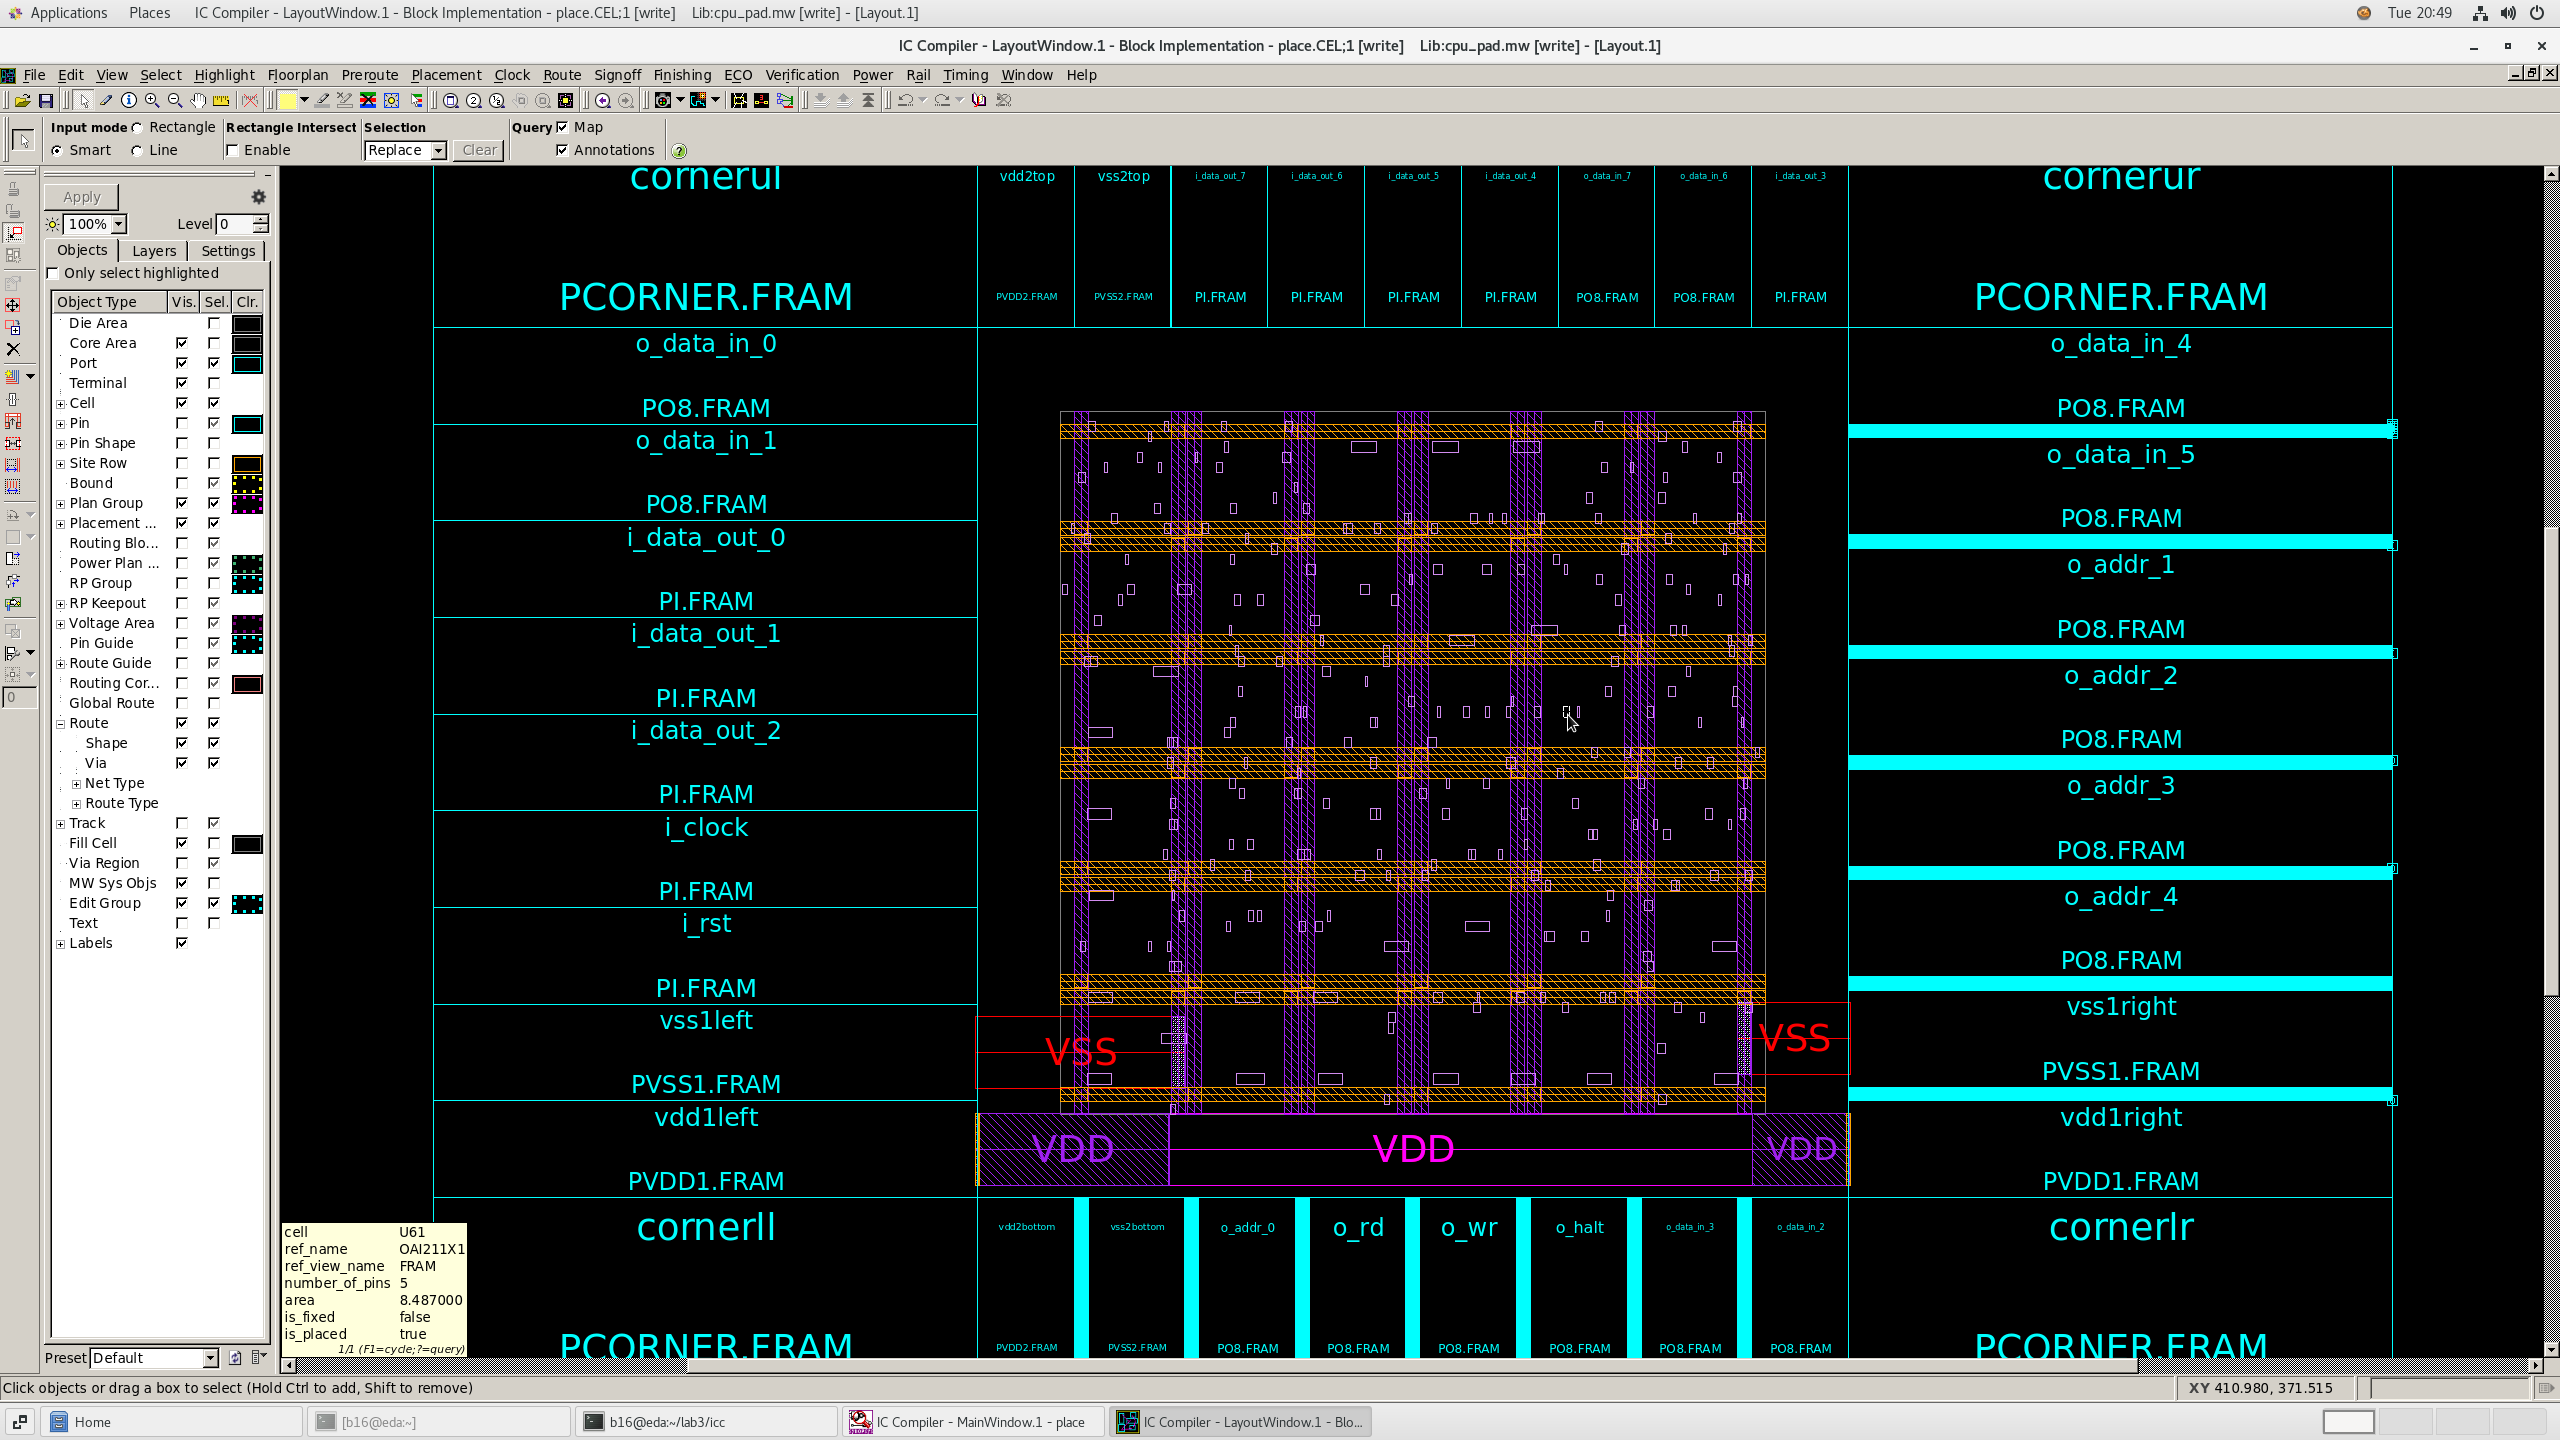 Applications Places IC Compiler - LayoutWindow.1 - Block Implementation - place.CEL;1 [write] Lib:cpu_pad.mw [write] - [Layout.1] Tue 20:49
IC Compiler - LayoutWindow.1 - Block Implementation - place.CEL;1 [write] Lib:cpu_pad.mw [write] - [Layout.1]
File Edit View Select Highlight Floorplan Preroute Placement Clock Route Signoff Finishing ECO Verification Power Rail Timing Window Help
Input mode Rectangle Rectangle Intersect Selection Query Map
Smart Line Enable Replace Clear Annotations
Apply
100% Level 0
Objects Layers Settings
Only select highlighted
Object Type Vis. Sel. Clr.
Die Area
Core Area
Port
Terminal
Cell
Pin
Pin Shape
Site Row
Bound
Plan Group
Placement ...
Routing Blo...
Power Plan ...
RP Group
RP Keepout
Voltage Area
Pin Guide
Route Guide
Routing Cor...
Global Route
Route
Shape
Via
Net Type
Route Type
Track
Fill Cell
Via Region
MW Sys Objs
Edit Group
Text
Labels
0
Preset Default
cornerul vdd2top vss2top i_data_out_7 i_data_out_6 i_data_out_5 i_data_out_4 o_data_in_7 o_data_in_6 i_data_out_3 cornerur
PCORNER.FRAM PVDD2.FRAM PVSS2.FRAM PI.FRAM PI.FRAM PI.FRAM PI.FRAM PO8.FRAM PO8.FRAM PI.FRAM PCORNER.FRAM
o_data_in_0
PO8.FRAM
o_data_in_1
PO8.FRAM
i_data_out_0
PI.FRAM
i_data_out_1
PI.FRAM
i_data_out_2
PI.FRAM
i_clock
PI.FRAM
i_rst
PI.FRAM
vss1left
PVSS1.FRAM
vdd1left
PVDD1.FRAM
VSS VSS
VDD VDD VDD
o_data_in_4
PO8.FRAM
o_data_in_5
PO8.FRAM
o_addr_1
PO8.FRAM
o_addr_2
PO8.FRAM
o_addr_3
PO8.FRAM
o_addr_4
PO8.FRAM
vss1right
PVSS1.FRAM
vdd1right
PVDD1.FRAM
cornerll vdd2bottom vss2bottom o_addr_0 o_rd o_wr o_halt o_data_in_3 o_data_in_2 cornerlr
PCORNER.FRAM PVDD2.FRAM PVSS2.FRAM PO8.FRAM PO8.FRAM PO8.FRAM PO8.FRAM PO8.FRAM PO8.FRAM PCORNER.FRAM
cell U61
ref_name OAI211X1
ref_view_name FRAM
number_of_pins 5
area 8.487000
is_fixed false
is_placed true
1/1 (F1=cycle;?=query)
Click objects or drag a box to select (Hold Ctrl to add, Shift to remove) XY 410.980, 371.515
Home [b16@eda:~] b16@eda:~/lab3/icc IC Compiler - MainWindow.1 - place IC Compiler - LayoutWindow.1 - Blo...